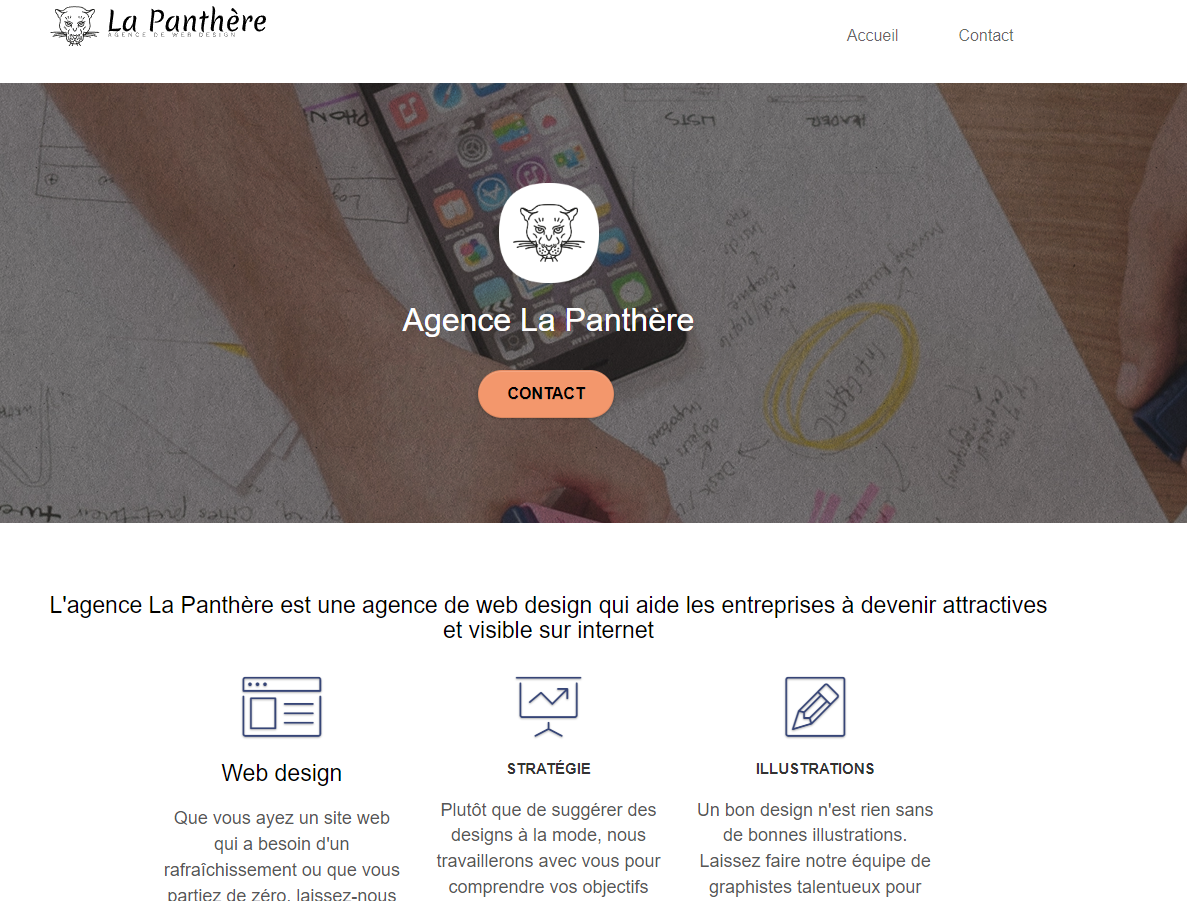 La Panthère
AGENCE DE WEB DESIGN
Accueil
Contact
PHON
LISTS
HEADER
Agence La Panthère
CONTACT
L'agence La Panthère est une agence de web design qui aide les entreprises à devenir attractives
et visible sur internet
Web design
Que vous ayez un site web
qui a besoin d'un
rafraîchissement ou que vous
partiez de zéro, laissez-nous
STRATÉGIE
Plutôt que de suggérer des
designs à la mode, nous
travaillerons avec vous pour
comprendre vos objectifs
ILLUSTRATIONS
Un bon design n'est rien sans
de bonnes illustrations.
Laissez faire notre équipe de
graphistes talentueux pour